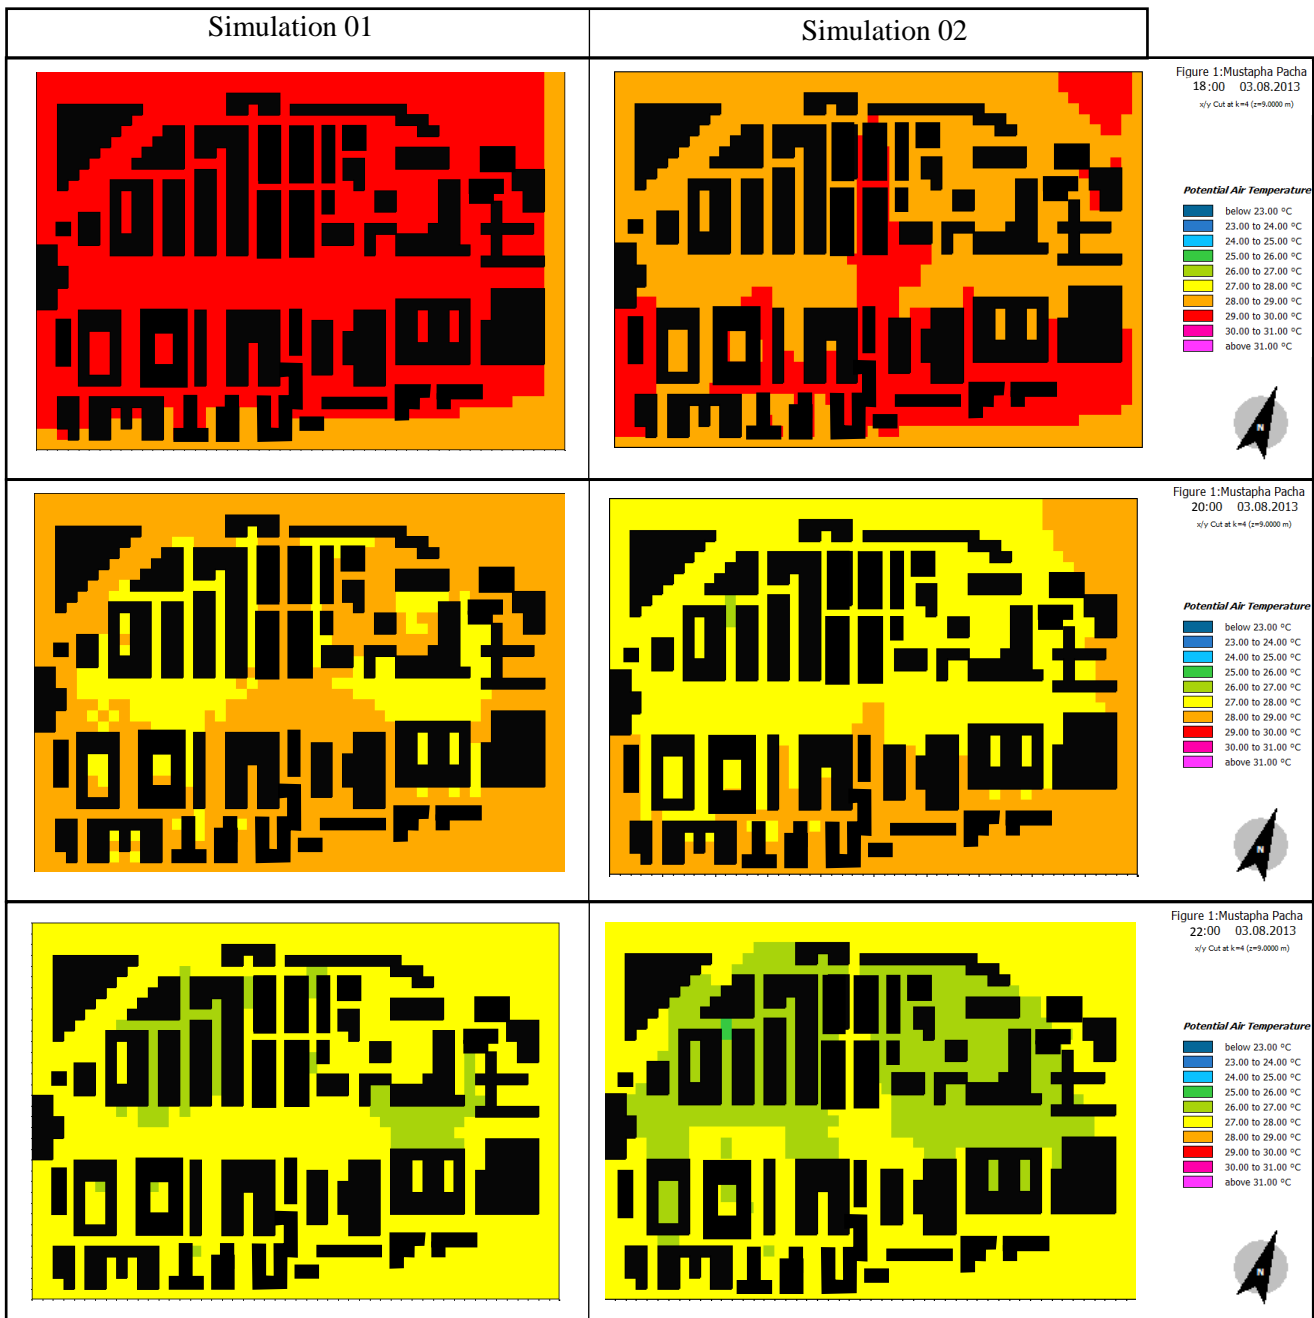 Simulation 01
Simulation 02
Figure 1:Mustapha Pacha
18:00 03.08.2013
x/y Cut at k=4 (z=9.0000 m)
Potential Air Temperature
below 23.00 °C
23.00 to 24.00 °C
24.00 to 25.00 °C
25.00 to 26.00 °C
26.00 to 27.00 °C
27.00 to 28.00 °C
28.00 to 29.00 °C
29.00 to 30.00 °C
30.00 to 31.00 °C
above 31.00 °C
N
Figure 1:Mustapha Pacha
20:00 03.08.2013
x/y Cut at k=4 (z=9.0000 m)
Potential Air Temperature
below 23.00 °C
23.00 to 24.00 °C
24.00 to 25.00 °C
25.00 to 26.00 °C
26.00 to 27.00 °C
27.00 to 28.00 °C
28.00 to 29.00 °C
29.00 to 30.00 °C
30.00 to 31.00 °C
above 31.00 °C
N
Figure 1:Mustapha Pacha
22:00 03.08.2013
x/y Cut at k=4 (z=9.0000 m)
Potential Air Temperature
below 23.00 °C
23.00 to 24.00 °C
24.00 to 25.00 °C
25.00 to 26.00 °C
26.00 to 27.00 °C
27.00 to 28.00 °C
28.00 to 29.00 °C
29.00 to 30.00 °C
30.00 to 31.00 °C
above 31.00 °C
N